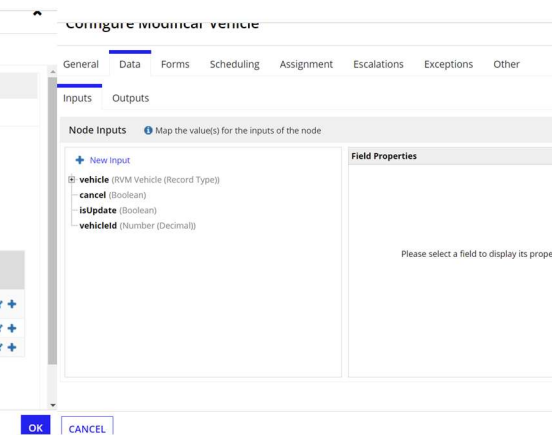 Configure Modificar Vehicle
General Data Forms Scheduling Assignment Escalations Exceptions Other
Inputs Outputs
Node Inputs Map the value(s) for the inputs of the node
New Input
Field Properties
vehicle (RVM Vehicle (Record Type))
cancel (Boolean)
isUpdate (Boolean)
vehicleId (Number (Decimal))
Please select a field to display its prope
OK CANCEL